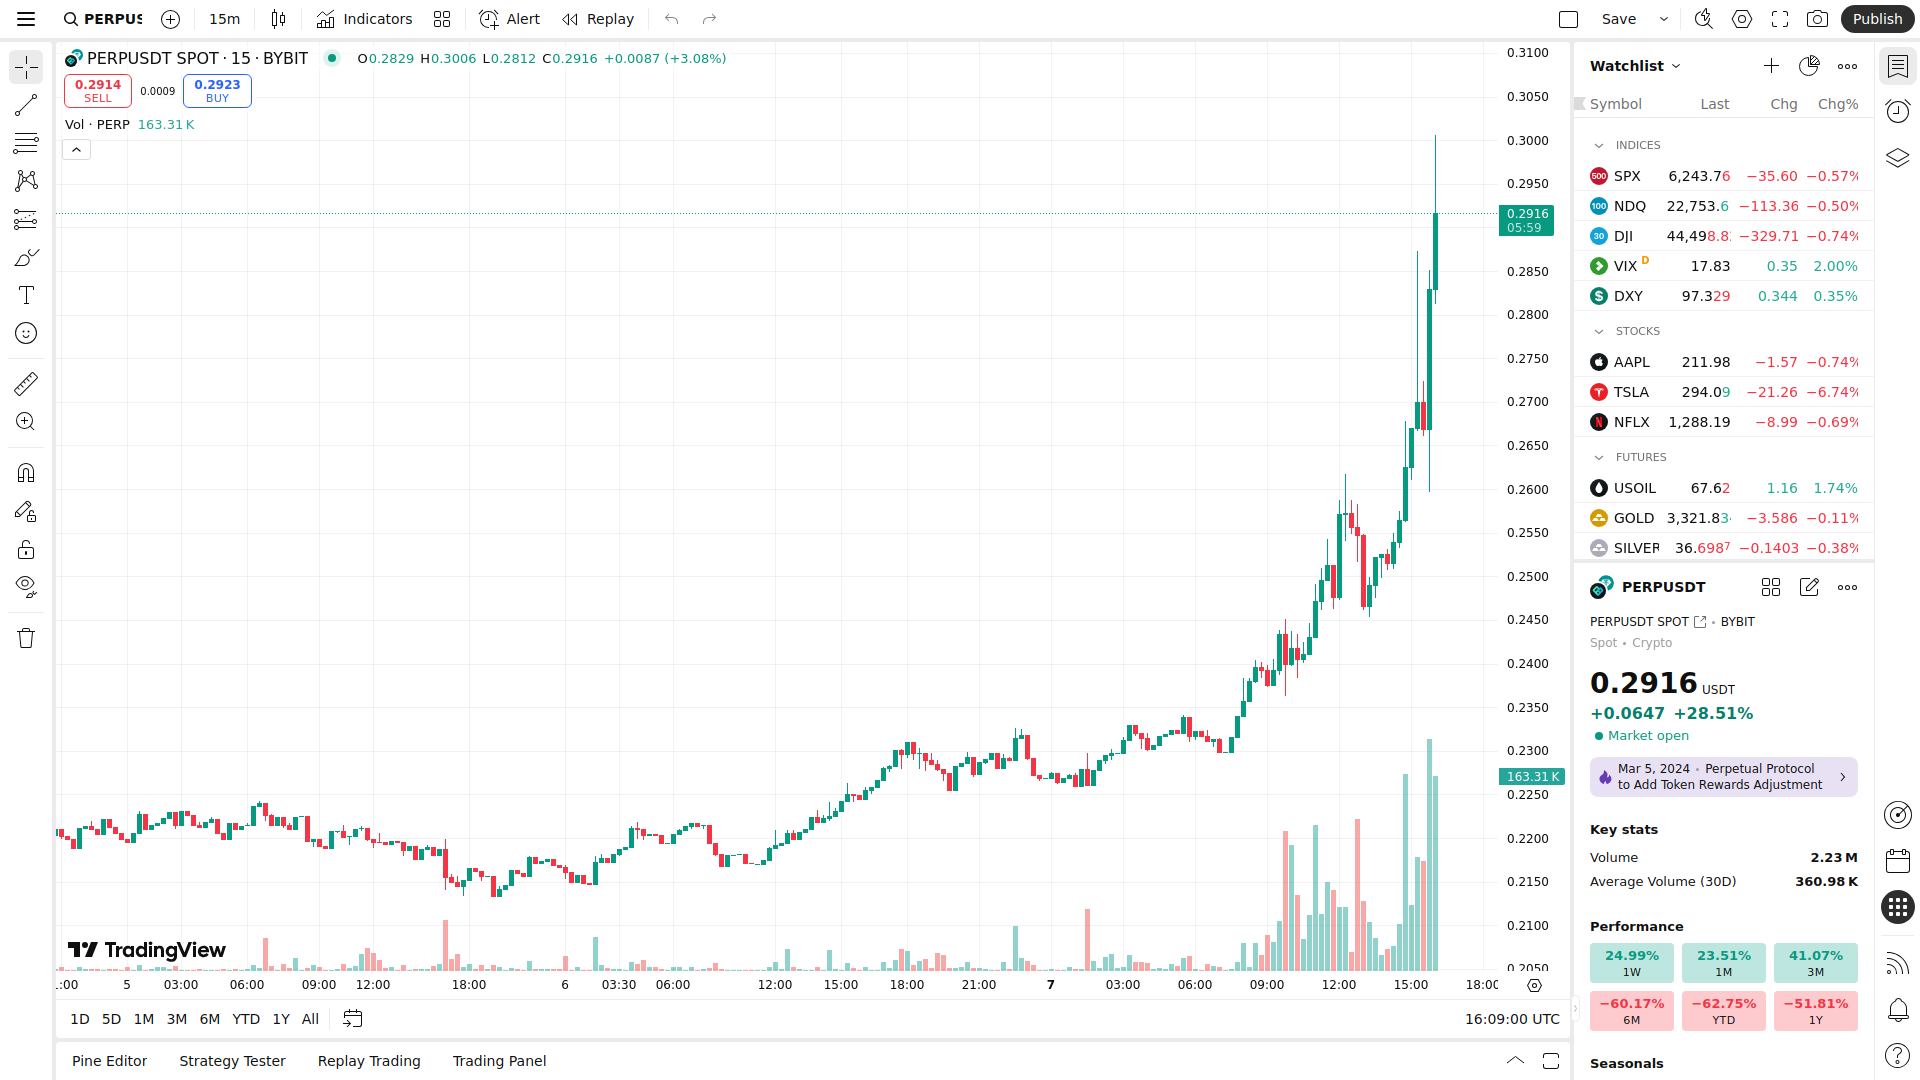 PERPUS
15m
Indicators
Alert
Replay
Save
Publish
PERPUSDT SPOT · 15 · BYBIT
O0.2829 H0.3006 L0.2812 C0.2916 +0.0087 (+3.08%)
0.2914
SELL
0.0009
0.2923
BUY
Vol · PERP 163.31 K
0.3100
0.3050
0.3000
0.2950
0.2916
05:59
0.2850
0.2800
0.2750
0.2700
0.2650
0.2600
0.2550
0.2500
0.2450
0.2400
0.2350
0.2300
163.31 K
0.2250
0.2200
0.2150
0.2100
0.2050
TradingView
:00 5 03:00 06:00 09:00 12:00 18:00 6 03:30 06:00 12:00 15:00 18:00 21:00 7 03:00 06:00 09:00 12:00 15:00 18:00
1D 5D 1M 3M 6M YTD 1Y All
16:09:00 UTC
Pine Editor Strategy Tester Replay Trading Trading Panel
Watchlist
Symbol Last Chg Chg%
INDICES
500 SPX 6,243.76 −35.60 −0.57%
100 NDQ 22,753.6 −113.36 −0.50%
30 DJI 44,498.8 −329.71 −0.74%
VIX D 17.83 0.35 2.00%
$ DXY 97.329 0.344 0.35%
STOCKS
AAPL 211.98 −1.57 −0.74%
TSLA 294.09 −21.26 −6.74%
N NFLX 1,288.19 −8.99 −0.69%
FUTURES
USOIL 67.62 1.16 1.74%
GOLD 3,321.83 −3.586 −0.11%
SILVER 36.6987 −0.1403 −0.38%
PERPUSDT
PERPUSDT SPOT • BYBIT
Spot • Crypto
0.2916 USDT
+0.0647 +28.51%
Market open
Mar 5, 2024 • Perpetual Protocol
to Add Token Rewards Adjustment
Key stats
Volume 2.23 M
Average Volume (30D) 360.98 K
Performance
24.99%
1W
23.51%
1M
41.07%
3M
−60.17%
6M
−62.75%
YTD
−51.81%
1Y
Seasonals